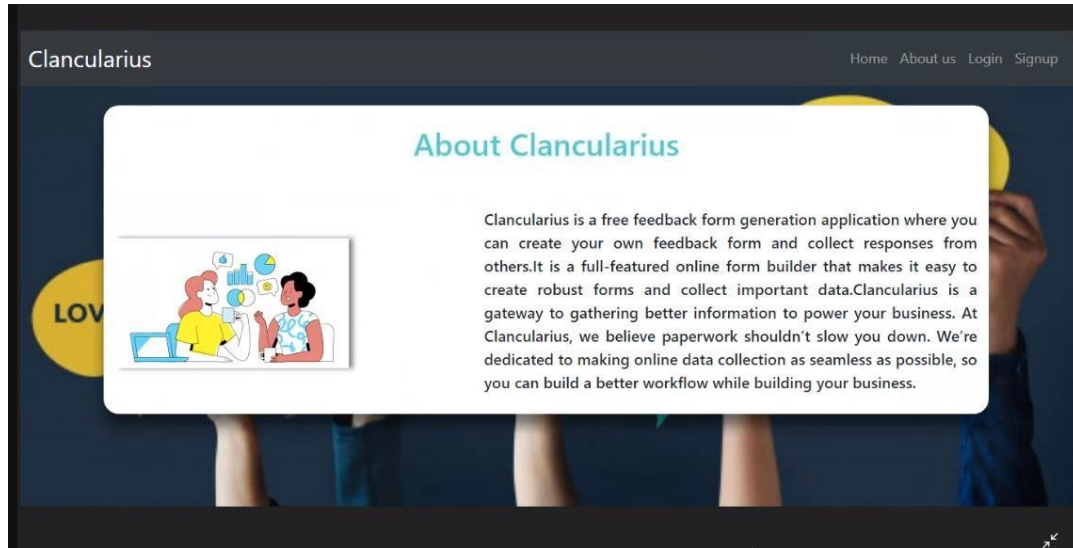 Clancularius
Home About us Login Signup
About Clancularius
Clancularius is a free feedback form generation application where you
can create your own feedback form and collect responses from
others.It is a full-featured online form builder that makes it easy to
create robust forms and collect important data.Clancularius is a
gateway to gathering better information to power your business. At
Clancularius, we believe paperwork shouldn't slow you down. We're
dedicated to making online data collection as seamless as possible, so
you can build a better workflow while building your business.
LOV